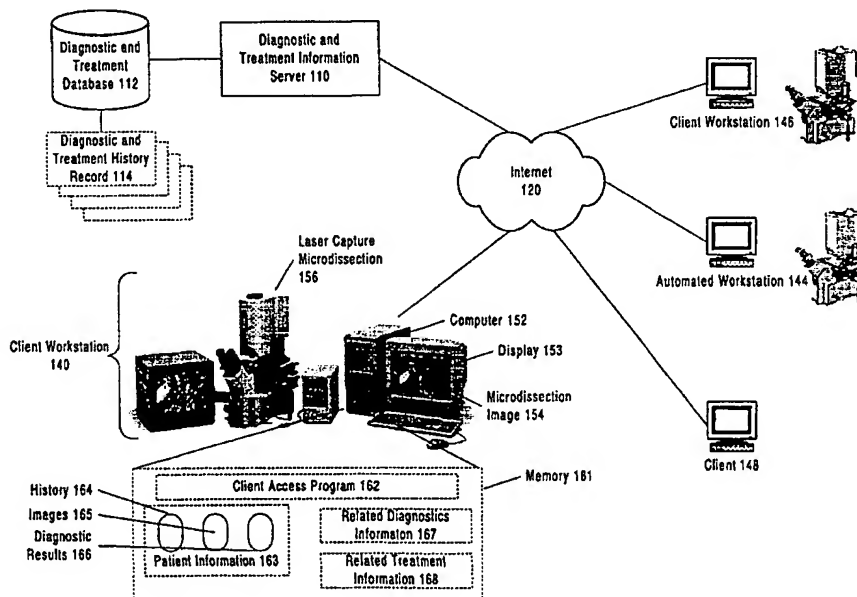 Diagnostic and
Treatment
Database 112
Diagnostic and
Treatment Information
Server 110
Diagnostic and
Treatment History
Record 114
Internet
120
Client Workstation 146
Automated Workstation 144
Client 148
Laser Capture
Microdissection
156
Client Workstation
140
Computer 152
Display 153
Microdissection
Image 154
Memory 161
Client Access Program 162
History 164
Images 165
Diagnostic
Results 166
Patient Information 163
Related Diagnostics
Informaton 167
Related Treatment
Information 168